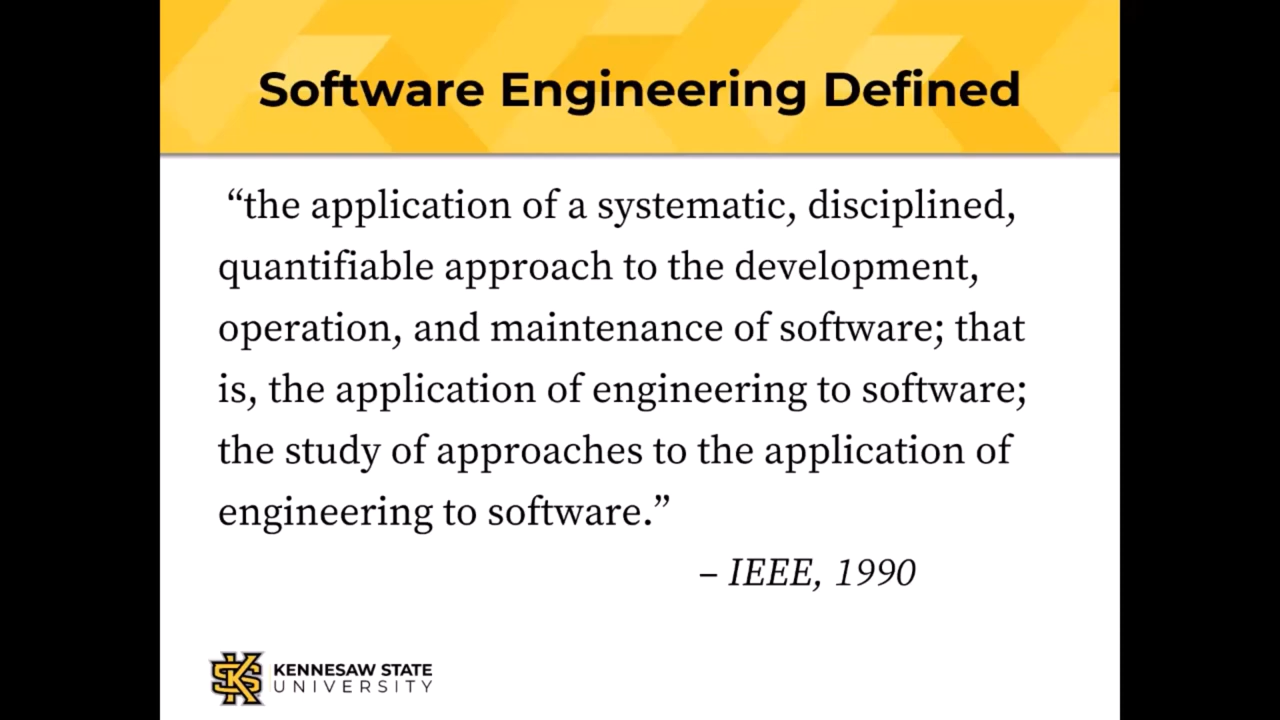 Software Engineering Defined
“the application of a systematic, disciplined,
quantifiable approach to the development,
operation, and maintenance of software; that
is, the application of engineering to software;
the study of approaches to the application of
engineering to software.”
– IEEE, 1990
KENNESAW STATE
UNIVERSITY